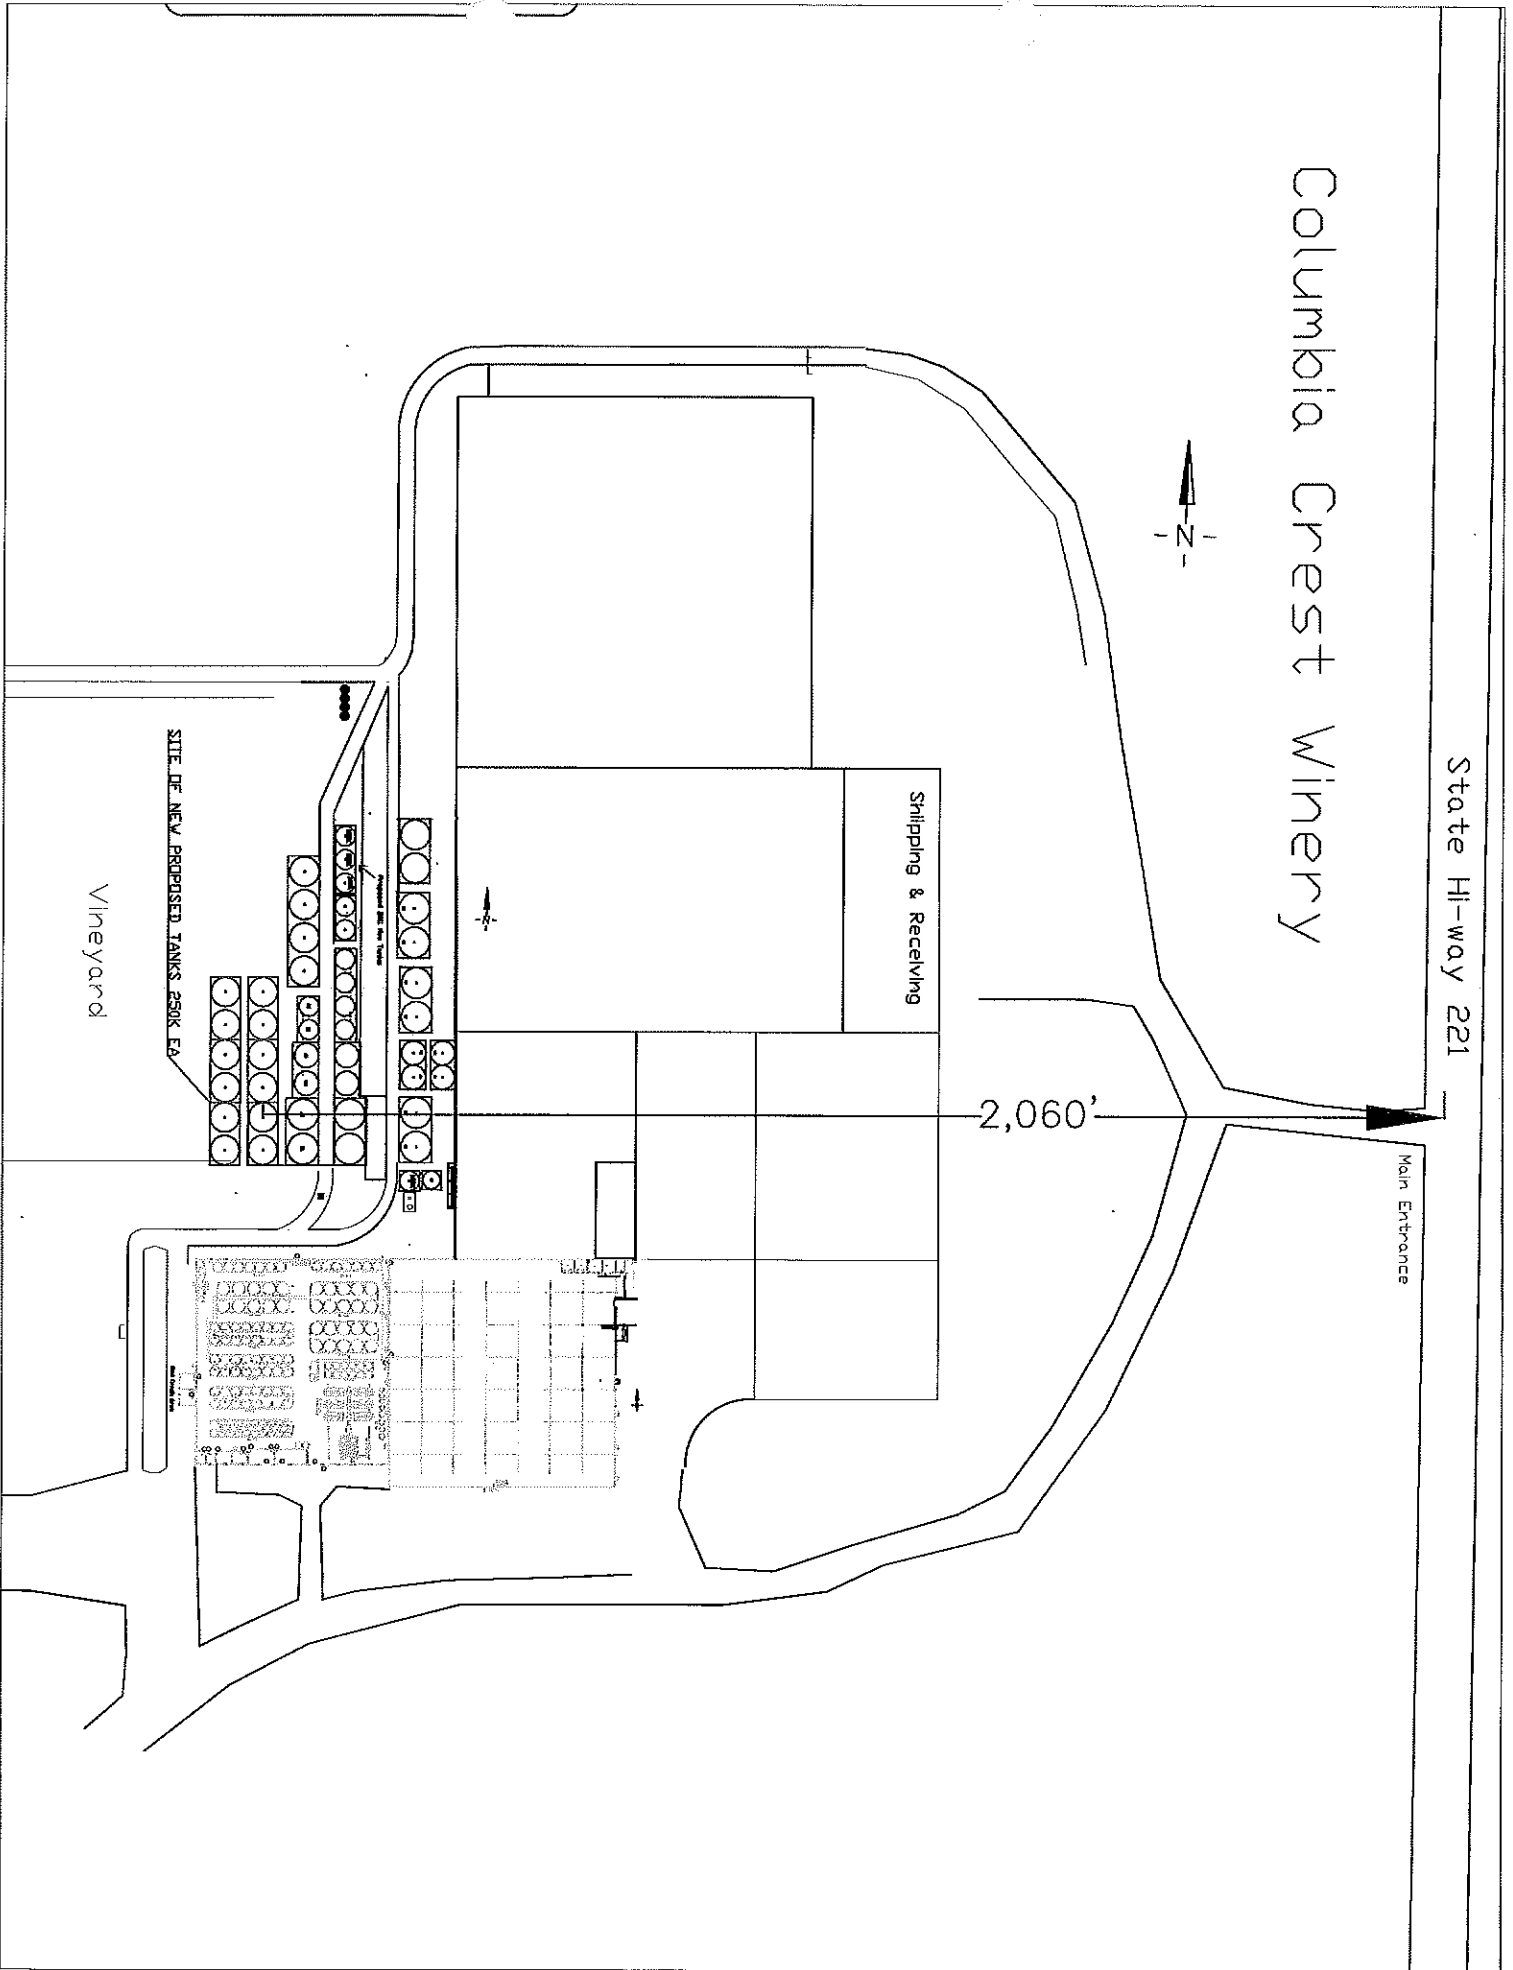 State Hi-way 221
Columbia Crest Winery
Main Entrance
-N-
2,060'
Shipping & Receiving
-N-
SITE OF NEW PROPOSED TANKS 250K EA
Vineyard